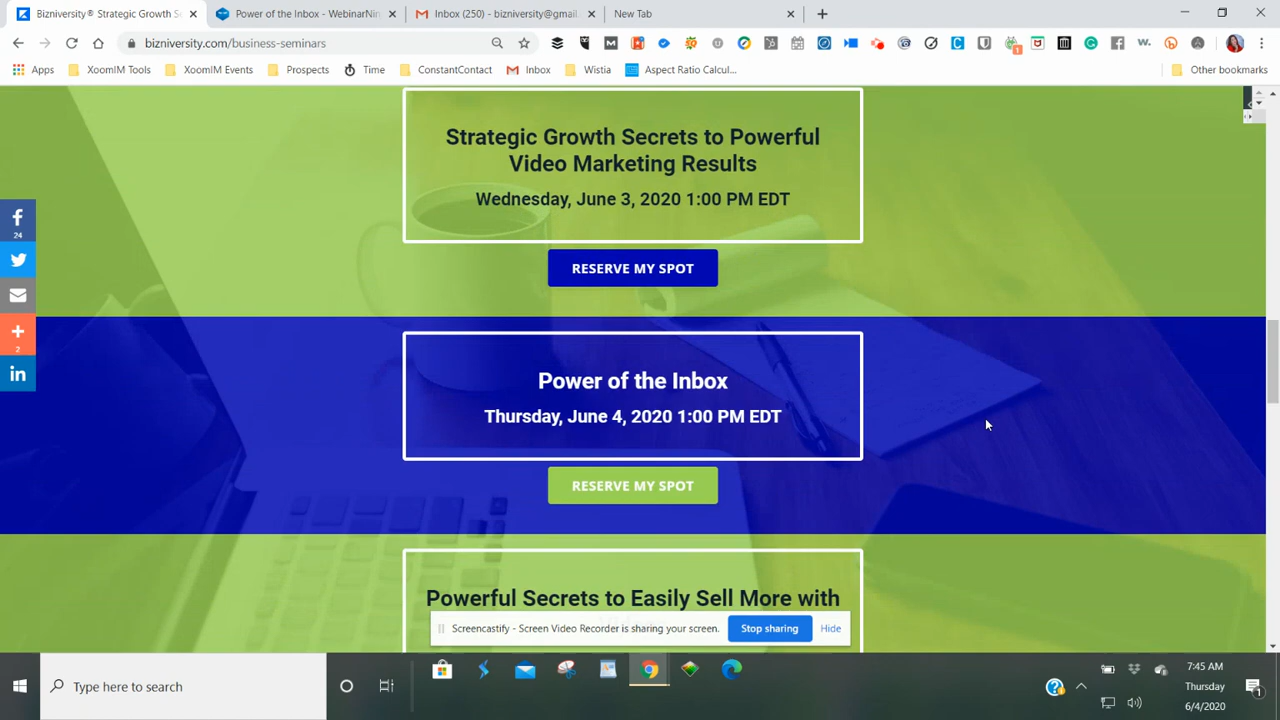 Bizniversity® Strategic Growth Se
Power of the Inbox - WebinarNin
Inbox (250) - bizniversity@gmail
New Tab
bizniversity.com/business-seminars
Apps
XoomIM Tools
XoomIM Events
Prospects
Time
ConstantContact
Inbox
Wistia
Aspect Ratio Calcul...
Other bookmarks
Strategic Growth Secrets to Powerful
Video Marketing Results
Wednesday, June 3, 2020 1:00 PM EDT
RESERVE MY SPOT
24
2
Power of the Inbox
Thursday, June 4, 2020 1:00 PM EDT
RESERVE MY SPOT
Powerful Secrets to Easily Sell More with
Screencastify - Screen Video Recorder is sharing your screen.
Stop sharing
Hide
Type here to search
7:45 AM
Thursday
6/4/2020
1